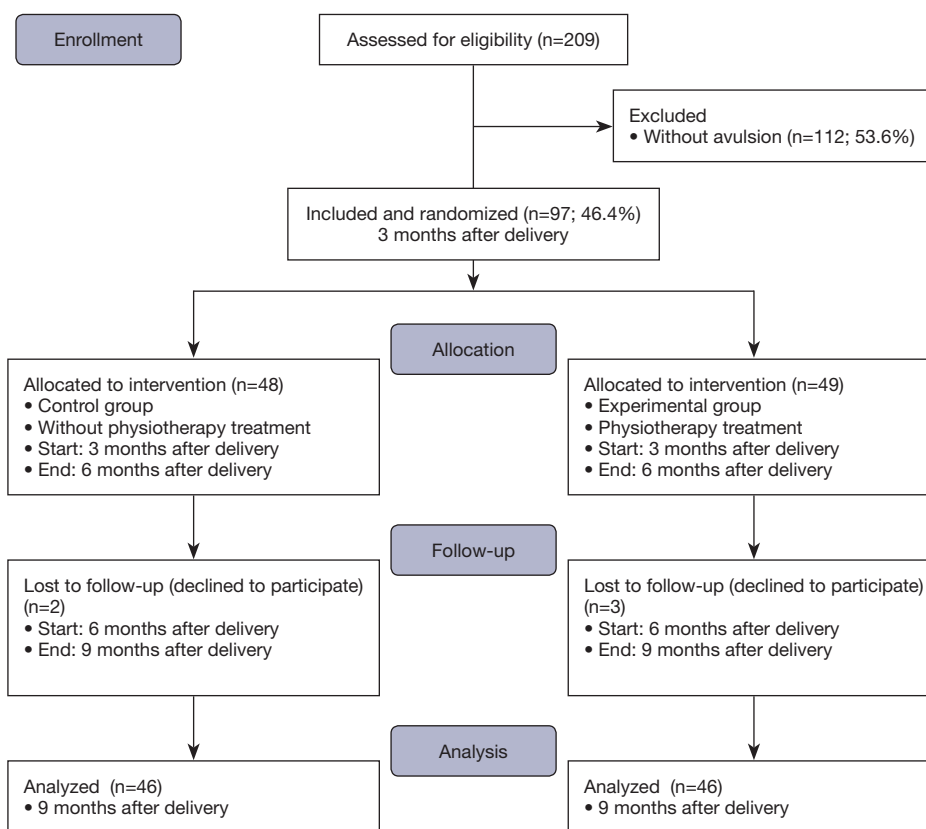 Enrollment
Assessed for eligibility (n=209)
Excluded
• Without avulsion (n=112; 53.6%)
Included and randomized (n=97; 46.4%)
3 months after delivery
Allocation
Allocated to intervention (n=48)
• Control group
• Without physiotherapy treatment
• Start: 3 months after delivery
• End: 6 months after delivery
Allocated to intervention (n=49)
• Experimental group
• Physiotherapy treatment
• Start: 3 months after delivery
• End: 6 months after delivery
Follow-up
Lost to follow-up (declined to participate)
(n=2)
• Start: 6 months after delivery
• End: 9 months after delivery
Lost to follow-up (declined to participate)
(n=3)
• Start: 6 months after delivery
• End: 9 months after delivery
Analysis
Analyzed (n=46)
• 9 months after delivery
Analyzed (n=46)
• 9 months after delivery